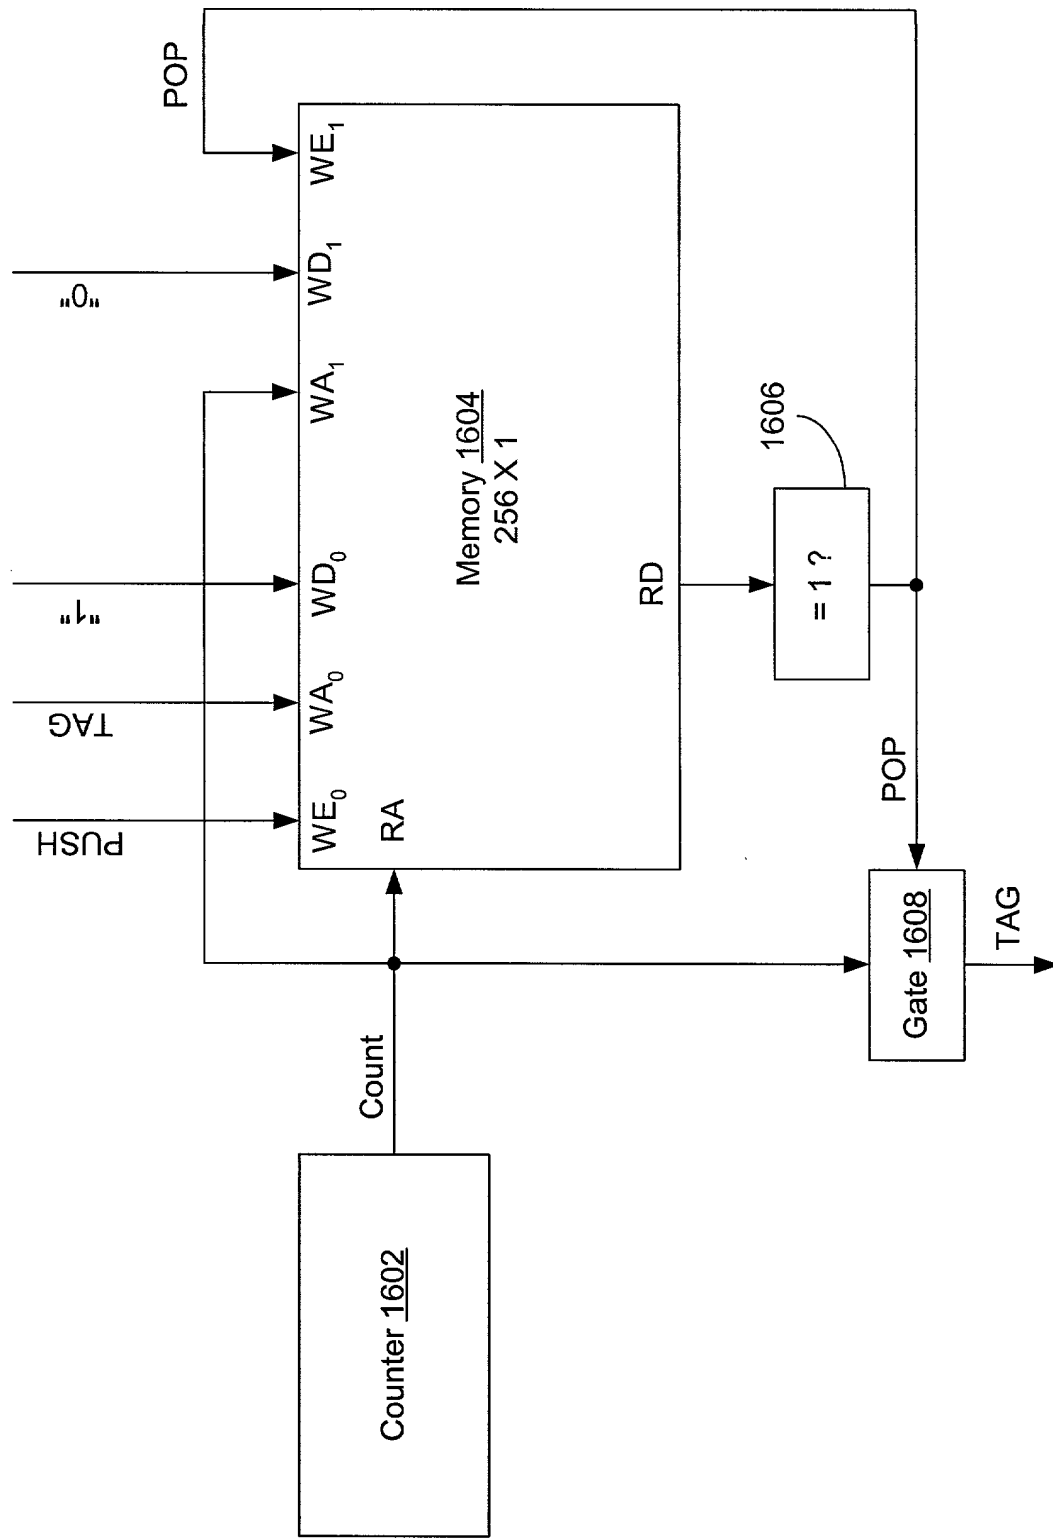 PUSH
TAG
"1"
"0"
POP
WE0
WA0
WD0
WA1
WD1
WE1
RA
Memory 1604
256 X 1
RD
Counter 1602
Count
= 1 ?
1606
POP
Gate 1608
TAG